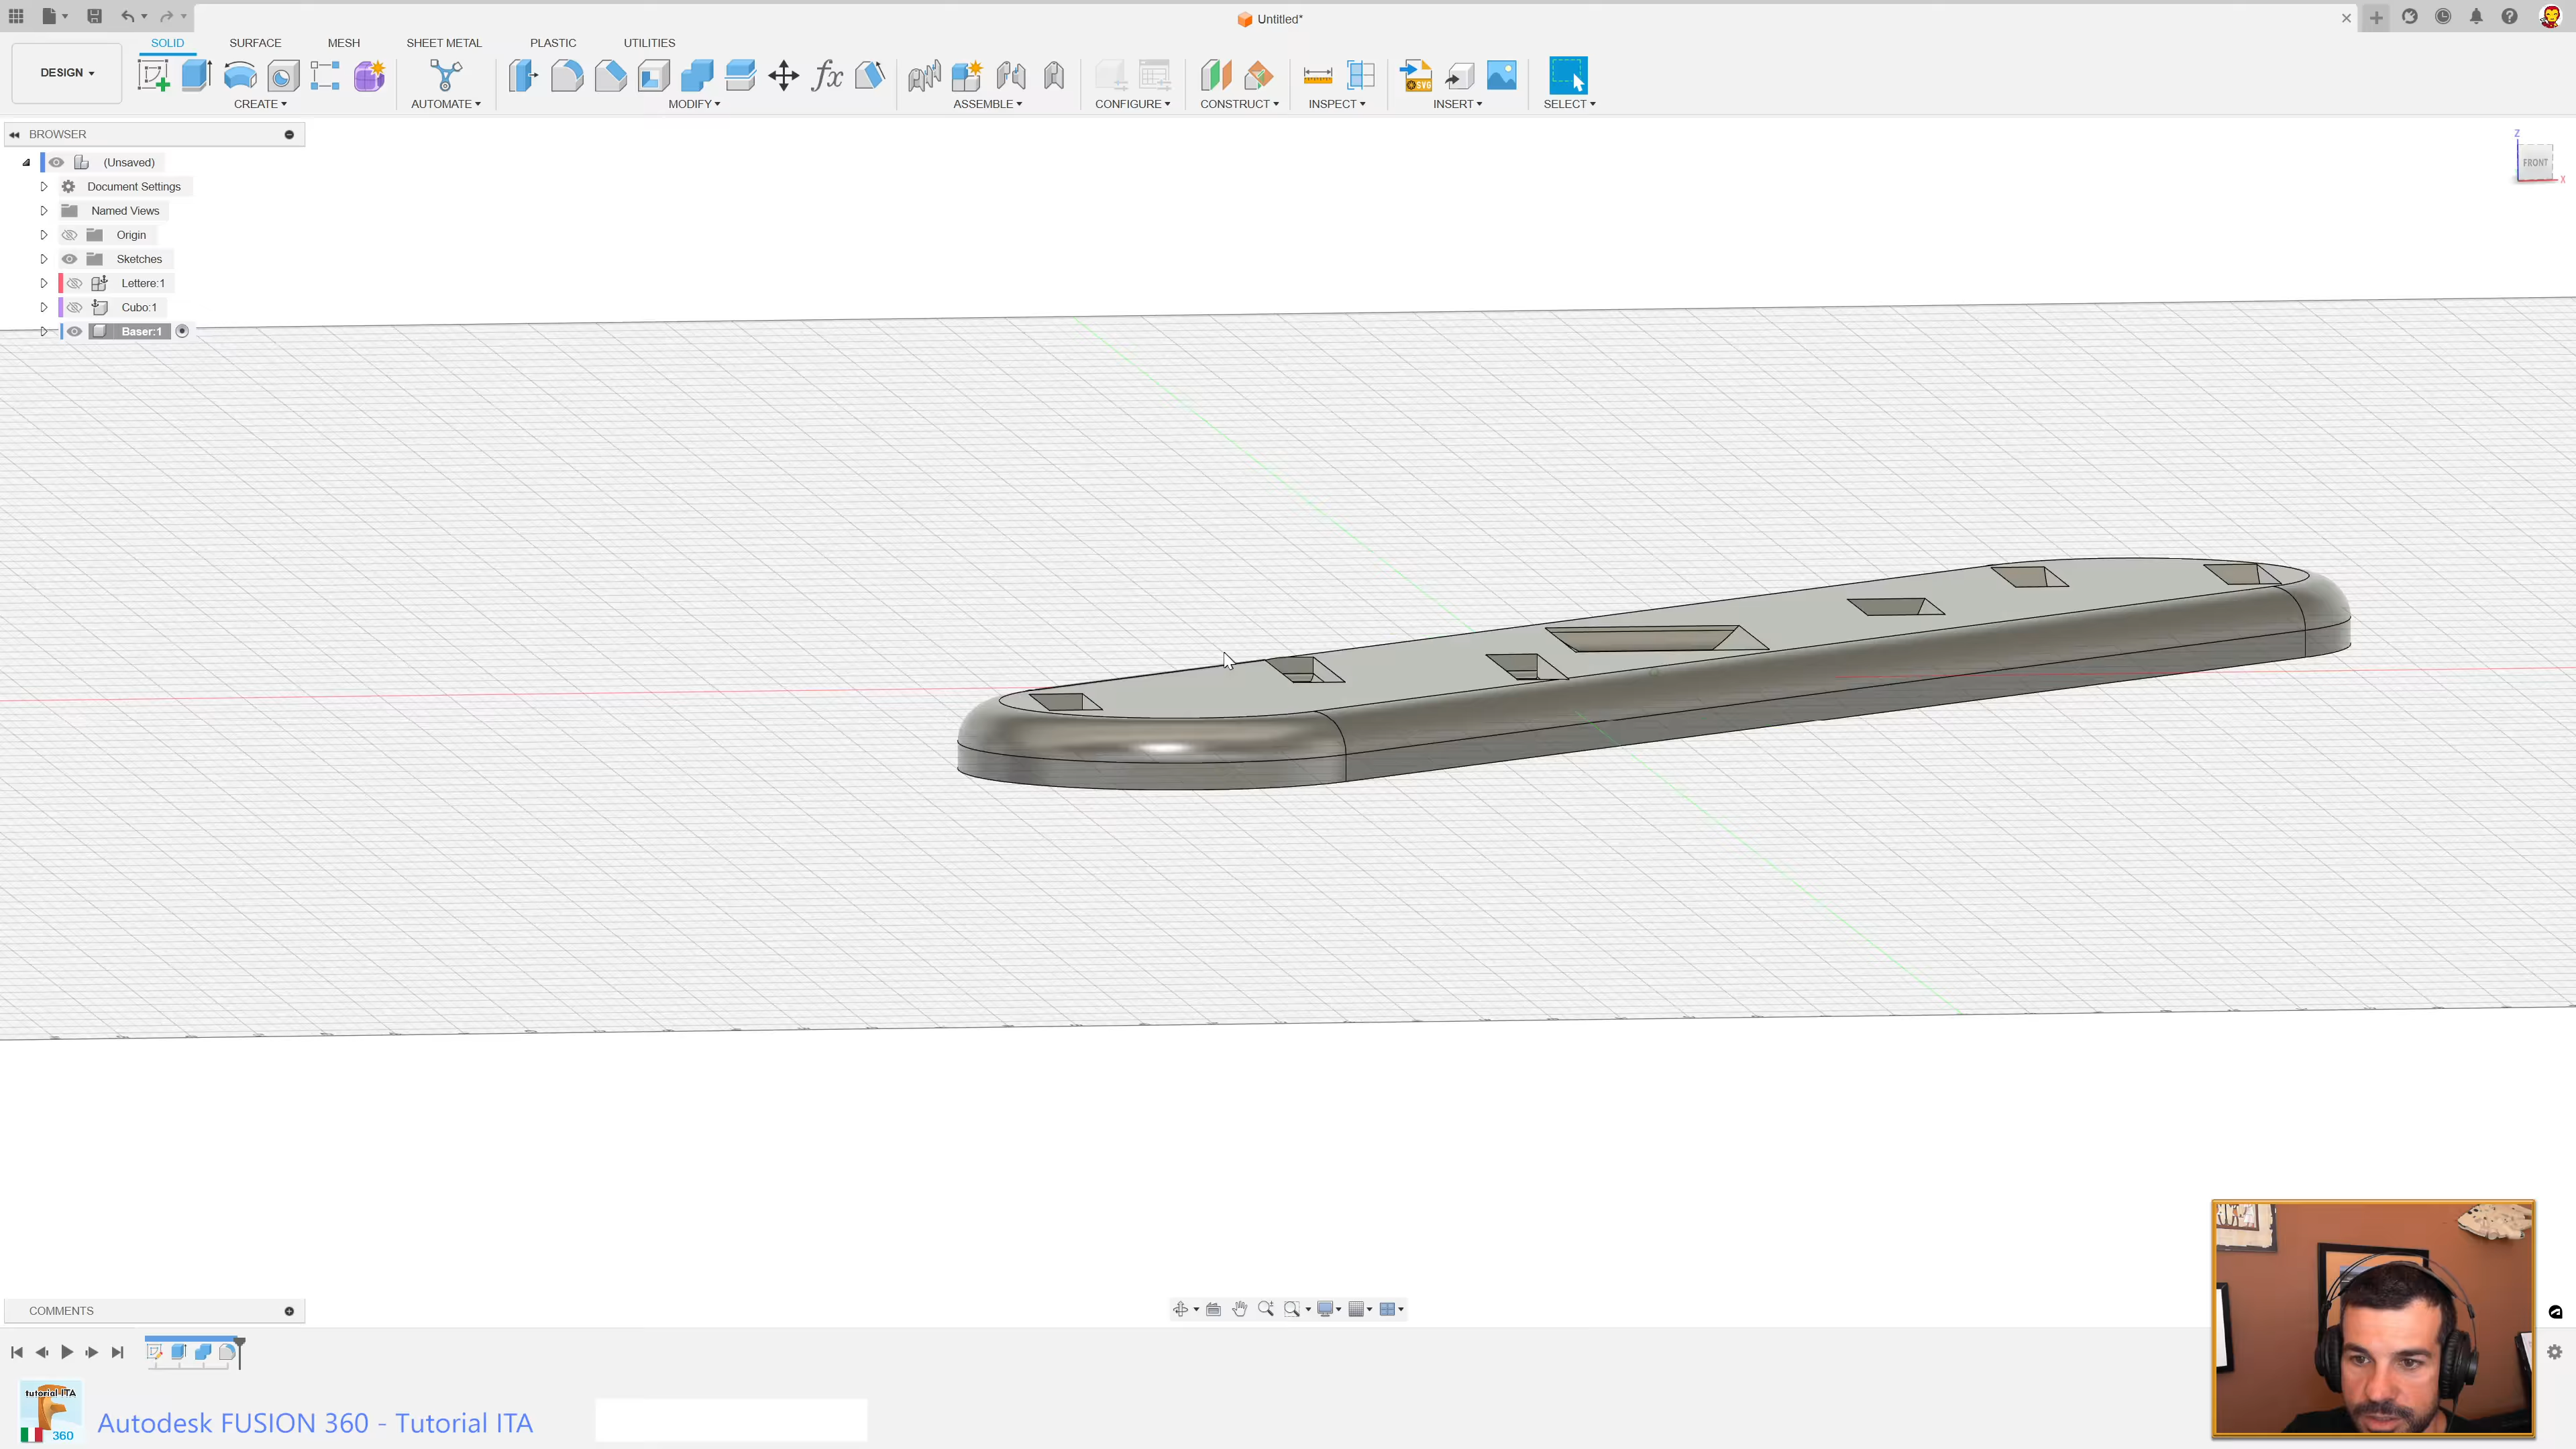 Untitled*
DESIGN
SOLID
SURFACE
MESH
SHEET METAL
PLASTIC
UTILITIES
CREATE
AUTOMATE
MODIFY
ASSEMBLE
CONFIGURE
CONSTRUCT
INSPECT
INSERT
SELECT
SVG
BROWSER
(Unsaved)
Document Settings
Named Views
Origin
Sketches
Lettere:1
Cubo:1
Baser:1
Z
FRONT
X
COMMENTS
tutorial ITA
360
Autodesk FUSION 360 - Tutorial ITA